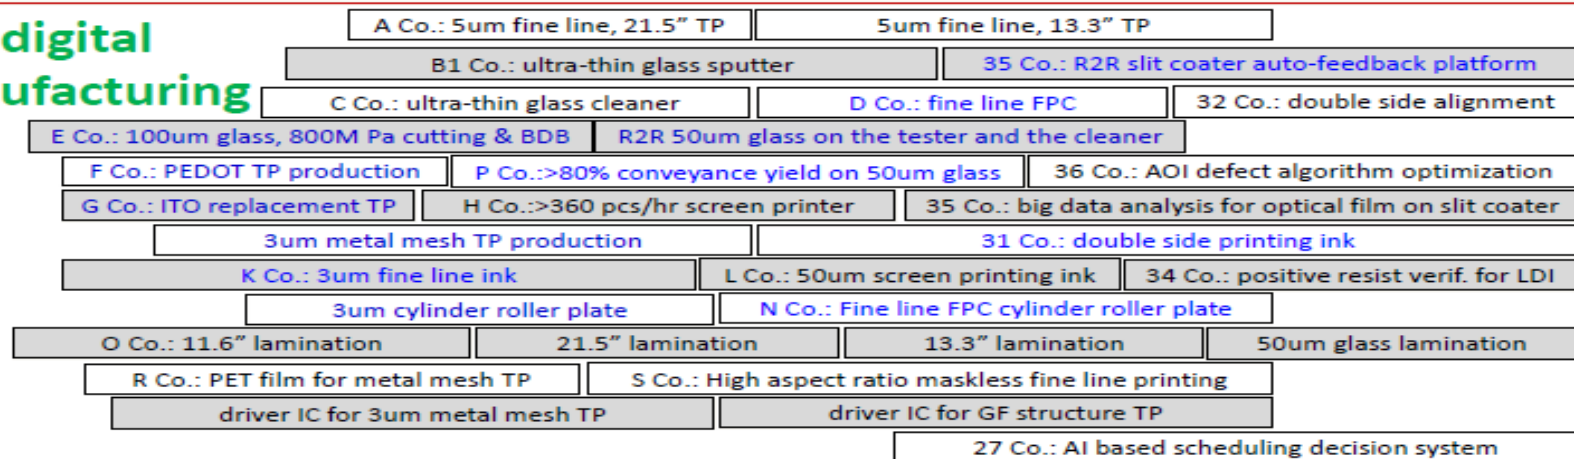 digital
ufacturing
A Co.: 5um fine line, 21.5” TP
5um fine line, 13.3” TP
B1 Co.: ultra-thin glass sputter
35 Co.: R2R slit coater auto-feedback platform
C Co.: ultra-thin glass cleaner
D Co.: fine line FPC
32 Co.: double side alignment
E Co.: 100um glass, 800M Pa cutting & BDB
R2R 50um glass on the tester and the cleaner
F Co.: PEDOT TP production
P Co.:>80% conveyance yield on 50um glass
36 Co.: AOI defect algorithm optimization
G Co.: ITO replacement TP
H Co.:>360 pcs/hr screen printer
35 Co.: big data analysis for optical film on slit coater
3um metal mesh TP production
31 Co.: double side printing ink
K Co.: 3um fine line ink
L Co.: 50um screen printing ink
34 Co.: positive resist verif. for LDI
3um cylinder roller plate
N Co.: Fine line FPC cylinder roller plate
O Co.: 11.6” lamination
21.5” lamination
13.3” lamination
50um glass lamination
R Co.: PET film for metal mesh TP
S Co.: High aspect ratio maskless fine line printing
driver IC for 3um metal mesh TP
driver IC for GF structure TP
27 Co.: AI based scheduling decision system